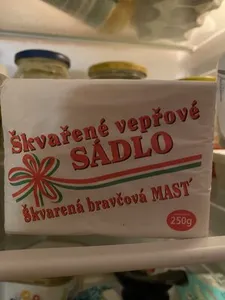 Škvařené vepřové
SÁDLO
Škvarená bravčová MASŤ
250g